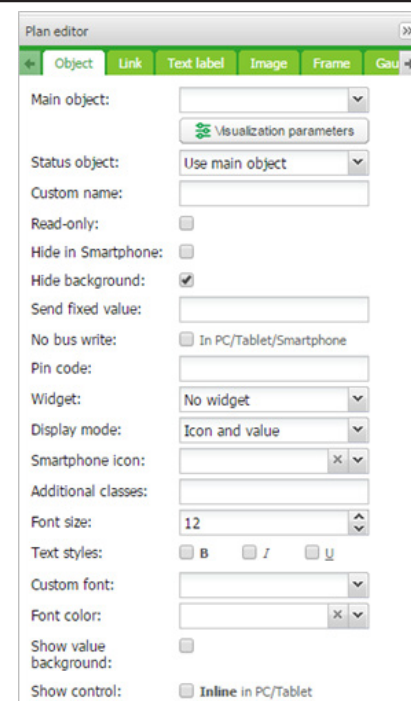 Plan editor
Object Link Text label Image Frame Gau
Main object:
Visualization parameters
Status object: Use main object
Custom name:
Read-only:
Hide in Smartphone:
Hide background:
Send fixed value:
No bus write: In PC/Tablet/Smartphone
Pin code:
Widget: No widget
Display mode: Icon and value
Smartphone icon:
Additional classes:
Font size: 12
Text styles: B I U
Custom font:
Font color:
Show value
background:
Show control: Inline in PC/Tablet